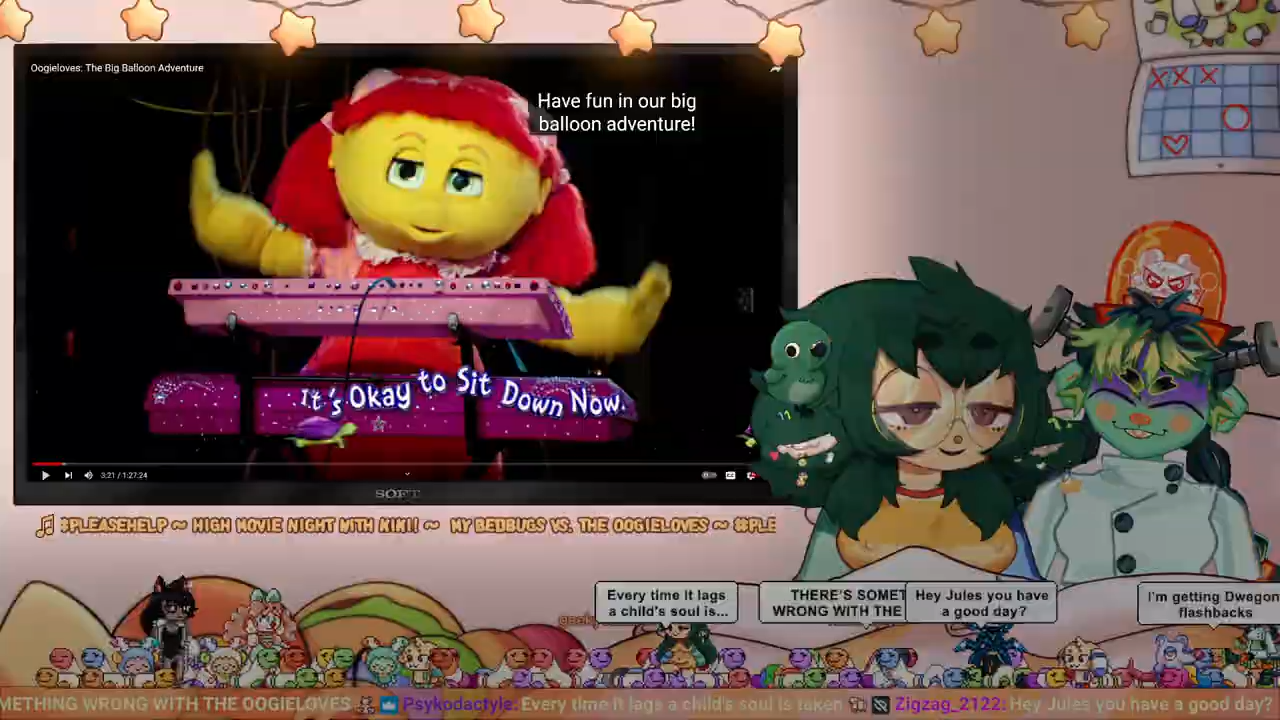 Oogieloves: The Big Balloon Adventure
Have fun in our big
balloon adventure!
It's Okay to Sit Down Now.
3:21 / 1:27:24
SOFT
#PLEASEHELP ~ HIGH MOVIE NIGHT WITH KIKI! ~ MY BEDBUGS VS. THE OOGIELOVES ~ #PLE
Every time it lags
a child's soul is...
THERE'S SOMET
WRONG WITH THE
Hey Jules you have
a good day?
I'm getting Dwegon
flashbacks
METHING WRONG WITH THE OOGIELOVES Psykodactyle: Every time it lags a child's soul is taken Zigzag_2122: Hey Jules you have a good day?